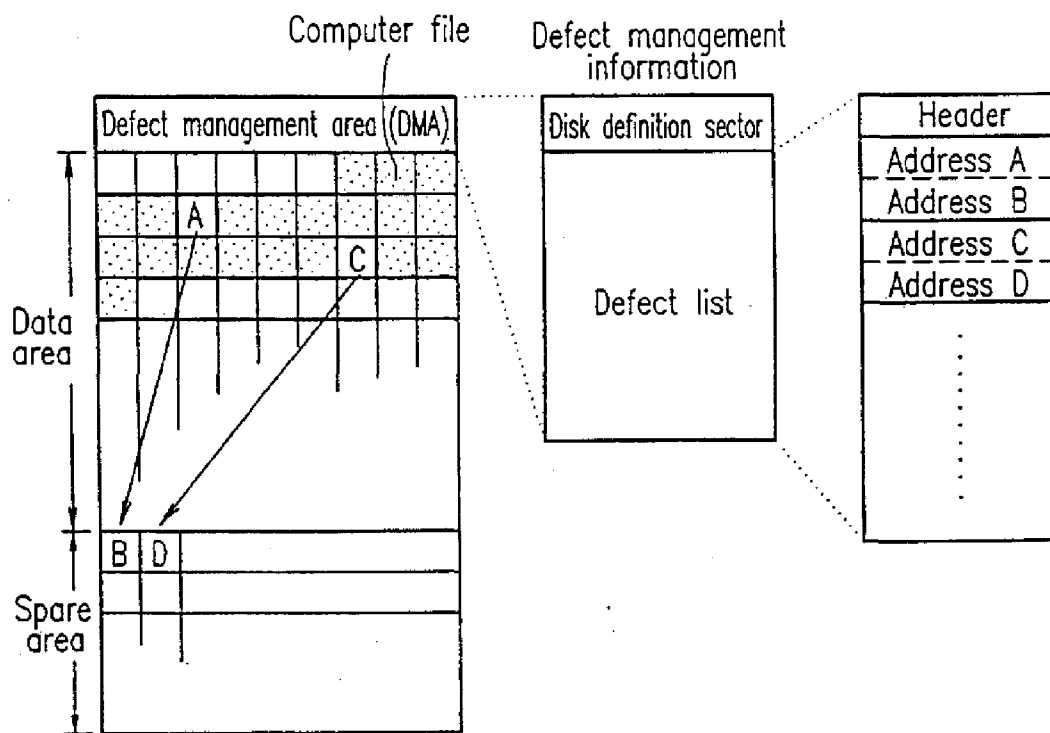 Computer file
Defect management
information
Defect management area (DMA)
Disk definition sector
Header
Address A
Address B
Address C
Address D
A
C
Data
area
Defect list
B D
Spare
area